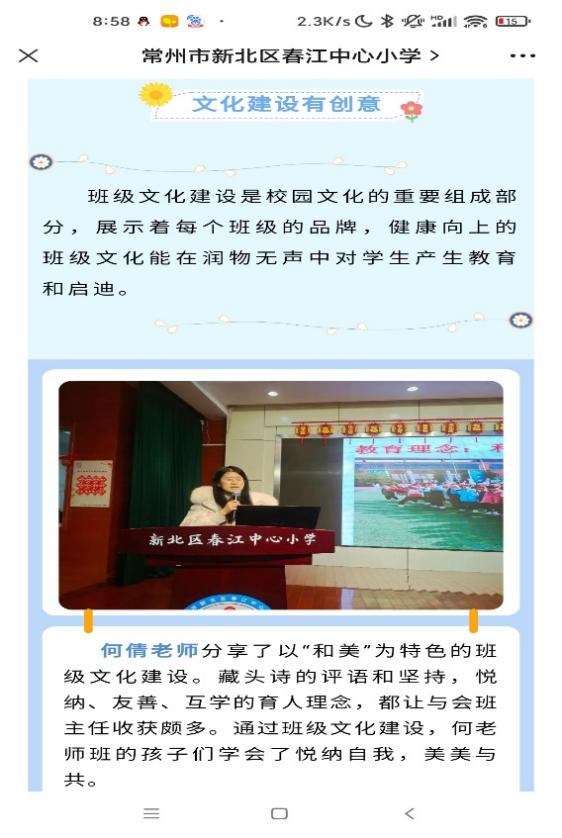 8:58
2.3K/s
HD
15
常州市新北区春江中心小学 >
文化建设有创意
班级文化建设是校园文化的重要组成部
分，展示着每个班级的品牌，健康向上的
班级文化能在润物无声中对学生产生教育
和启迪。
教育理念：和
新北区春江中心小学
何倩老师分享了以“和美”为特色的班
级文化建设。藏头诗的评语和坚持，悦
纳、友善、互学的育人理念，都让与会班
主任收获颇多。通过班级文化建设，何老
师班的孩子们学会了悦纳自我，美美与
共。